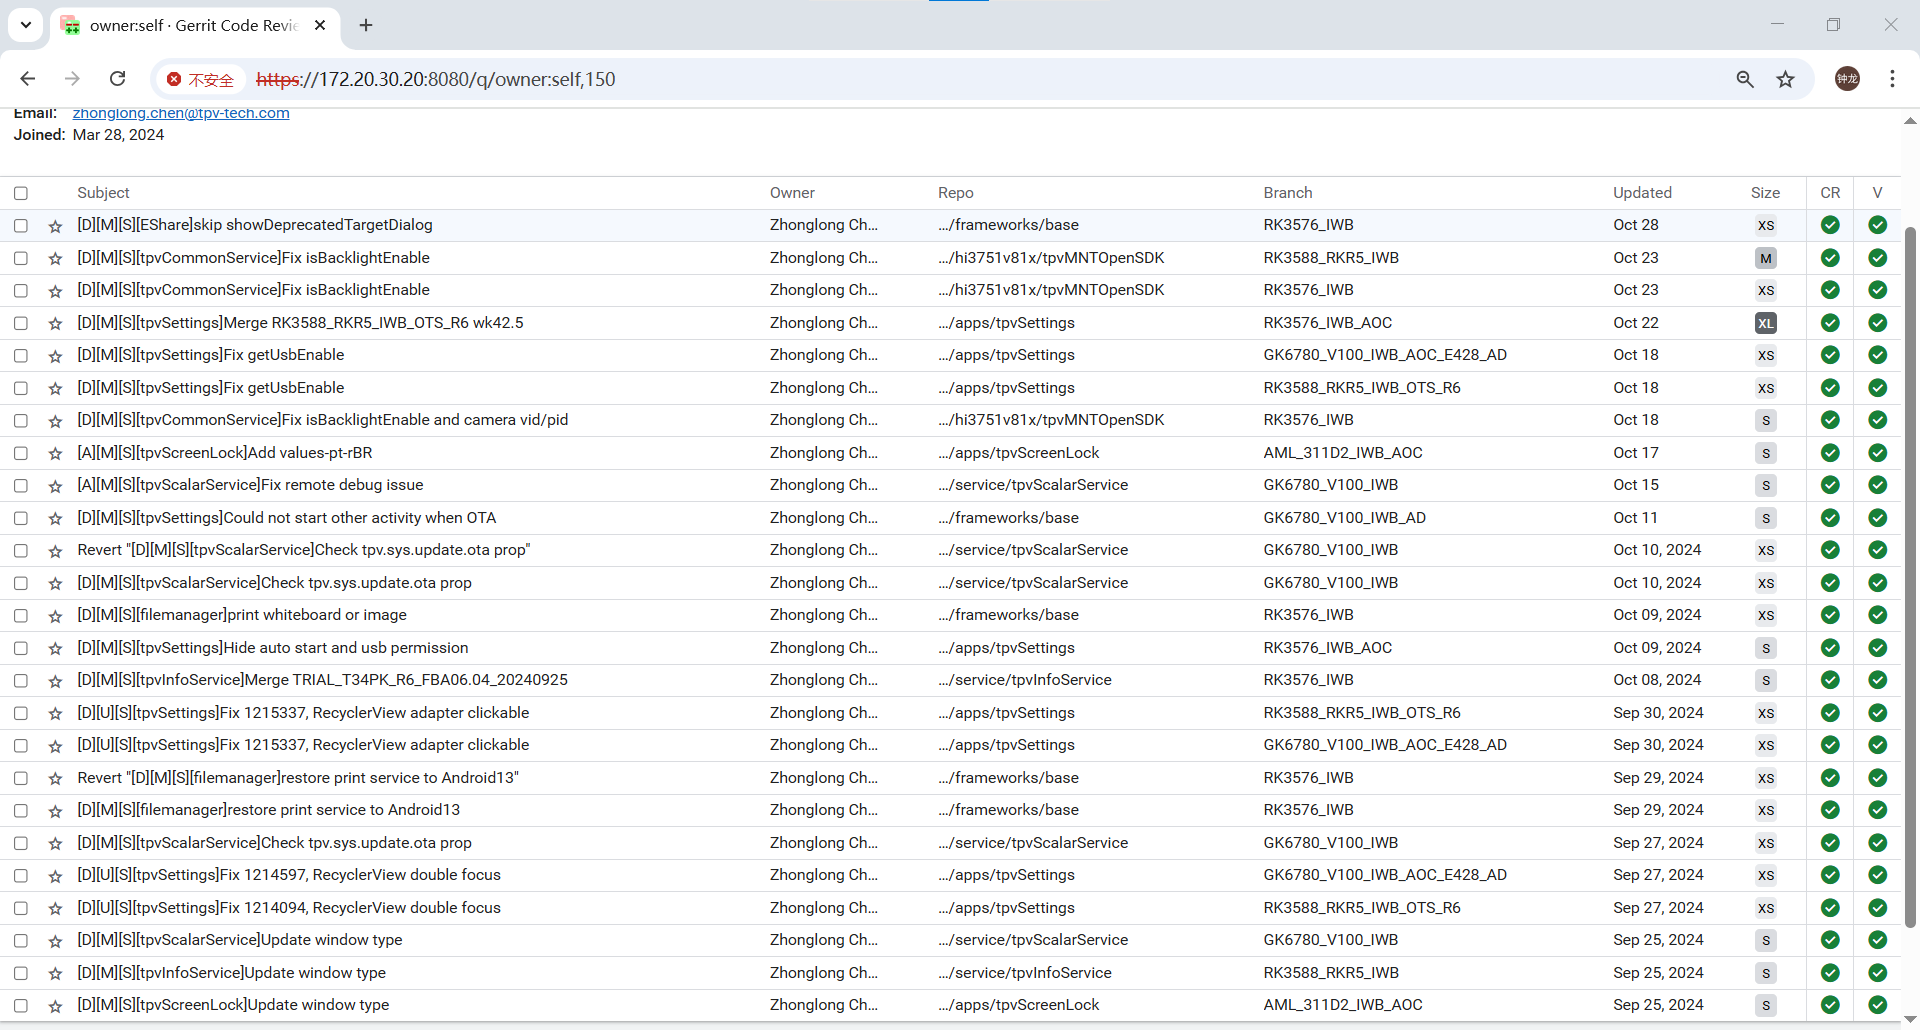 owner:self · Gerrit Code Revie
不安全 https://172.20.30.20:8080/q/owner:self,150 钟龙
Email: zhonglong.chen@tpv-tech.com
Joined: Mar 28, 2024
Subject Owner Repo Branch Updated Size CR V
[D][M][S][EShare]skip showDeprecatedTargetDialog Zhonglong Ch... .../frameworks/base RK3576_IWB Oct 28 XS
[D][M][S][tpvCommonService]Fix isBacklightEnable Zhonglong Ch... .../hi3751v81x/tpvMNTOpenSDK RK3588_RKR5_IWB Oct 23 M
[D][M][S][tpvCommonService]Fix isBacklightEnable Zhonglong Ch... .../hi3751v81x/tpvMNTOpenSDK RK3576_IWB Oct 23 XS
[D][M][S][tpvSettings]Merge RK3588_RKR5_IWB_OTS_R6 wk42.5 Zhonglong Ch... .../apps/tpvSettings RK3576_IWB_AOC Oct 22 XL
[D][M][S][tpvSettings]Fix getUsbEnable Zhonglong Ch... .../apps/tpvSettings GK6780_V100_IWB_AOC_E428_AD Oct 18 XS
[D][M][S][tpvSettings]Fix getUsbEnable Zhonglong Ch... .../apps/tpvSettings RK3588_RKR5_IWB_OTS_R6 Oct 18 XS
[D][M][S][tpvCommonService]Fix isBacklightEnable and camera vid/pid Zhonglong Ch... .../hi3751v81x/tpvMNTOpenSDK RK3576_IWB Oct 18 S
[A][M][S][tpvScreenLock]Add values-pt-rBR Zhonglong Ch... .../apps/tpvScreenLock AML_311D2_IWB_AOC Oct 17 S
[A][M][S][tpvScalarService]Fix remote debug issue Zhonglong Ch... .../service/tpvScalarService GK6780_V100_IWB Oct 15 S
[D][M][S][tpvSettings]Could not start other activity when OTA Zhonglong Ch... .../frameworks/base GK6780_V100_IWB_AD Oct 11 S
Revert "[D][M][S][tpvScalarService]Check tpv.sys.update.ota prop" Zhonglong Ch... .../service/tpvScalarService GK6780_V100_IWB Oct 10, 2024 XS
[D][M][S][tpvScalarService]Check tpv.sys.update.ota prop Zhonglong Ch... .../service/tpvScalarService GK6780_V100_IWB Oct 10, 2024 XS
[D][M][S][filemanager]print whiteboard or image Zhonglong Ch... .../frameworks/base RK3576_IWB Oct 09, 2024 XS
[D][M][S][tpvSettings]Hide auto start and usb permission Zhonglong Ch... .../apps/tpvSettings RK3576_IWB_AOC Oct 09, 2024 S
[D][M][S][tpvInfoService]Merge TRIAL_T34PK_R6_FBA06.04_20240925 Zhonglong Ch... .../service/tpvInfoService RK3576_IWB Oct 08, 2024 S
[D][U][S][tpvSettings]Fix 1215337, RecyclerView adapter clickable Zhonglong Ch... .../apps/tpvSettings RK3588_RKR5_IWB_OTS_R6 Sep 30, 2024 XS
[D][U][S][tpvSettings]Fix 1215337, RecyclerView adapter clickable Zhonglong Ch... .../apps/tpvSettings GK6780_V100_IWB_AOC_E428_AD Sep 30, 2024 XS
Revert "[D][M][S][filemanager]restore print service to Android13" Zhonglong Ch... .../frameworks/base RK3576_IWB Sep 29, 2024 XS
[D][M][S][filemanager]restore print service to Android13 Zhonglong Ch... .../frameworks/base RK3576_IWB Sep 29, 2024 XS
[D][M][S][tpvScalarService]Check tpv.sys.update.ota prop Zhonglong Ch... .../service/tpvScalarService GK6780_V100_IWB Sep 27, 2024 XS
[D][U][S][tpvSettings]Fix 1214597, RecyclerView double focus Zhonglong Ch... .../apps/tpvSettings GK6780_V100_IWB_AOC_E428_AD Sep 27, 2024 XS
[D][U][S][tpvSettings]Fix 1214094, RecyclerView double focus Zhonglong Ch... .../apps/tpvSettings RK3588_RKR5_IWB_OTS_R6 Sep 27, 2024 XS
[D][M][S][tpvScalarService]Update window type Zhonglong Ch... .../service/tpvScalarService GK6780_V100_IWB Sep 25, 2024 S
[D][M][S][tpvInfoService]Update window type Zhonglong Ch... .../service/tpvInfoService RK3588_RKR5_IWB Sep 25, 2024 S
[D][M][S][tpvScreenLock]Update window type Zhonglong Ch... .../apps/tpvScreenLock AML_311D2_IWB_AOC Sep 25, 2024 S